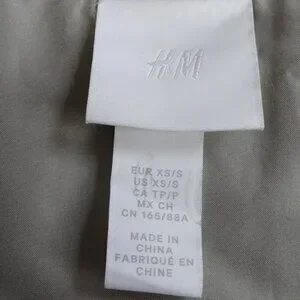 H&M
EUR XS/S
US XS/S
CA TP/P
MX CH
CN 165/88A
MADE IN
CHINA
FABRIQUÉ EN
CHINE